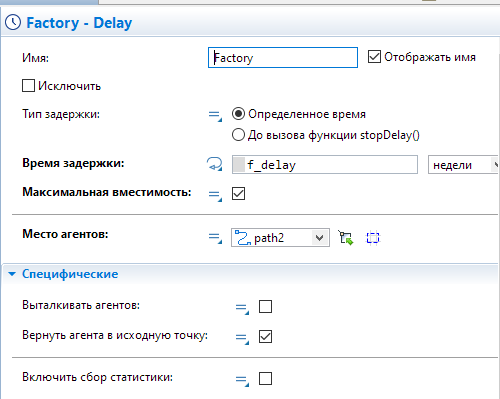 Factory - Delay
Имя: Factory Отображать имя
Исключить
Тип задержки: Определенное время
До вызова функции stopDelay()
Время задержки: f_delay недели
Максимальная вместимость:
Место агентов: path2
Специфические
Выталкивать агентов:
Вернуть агента в исходную точку:
Включить сбор статистики: